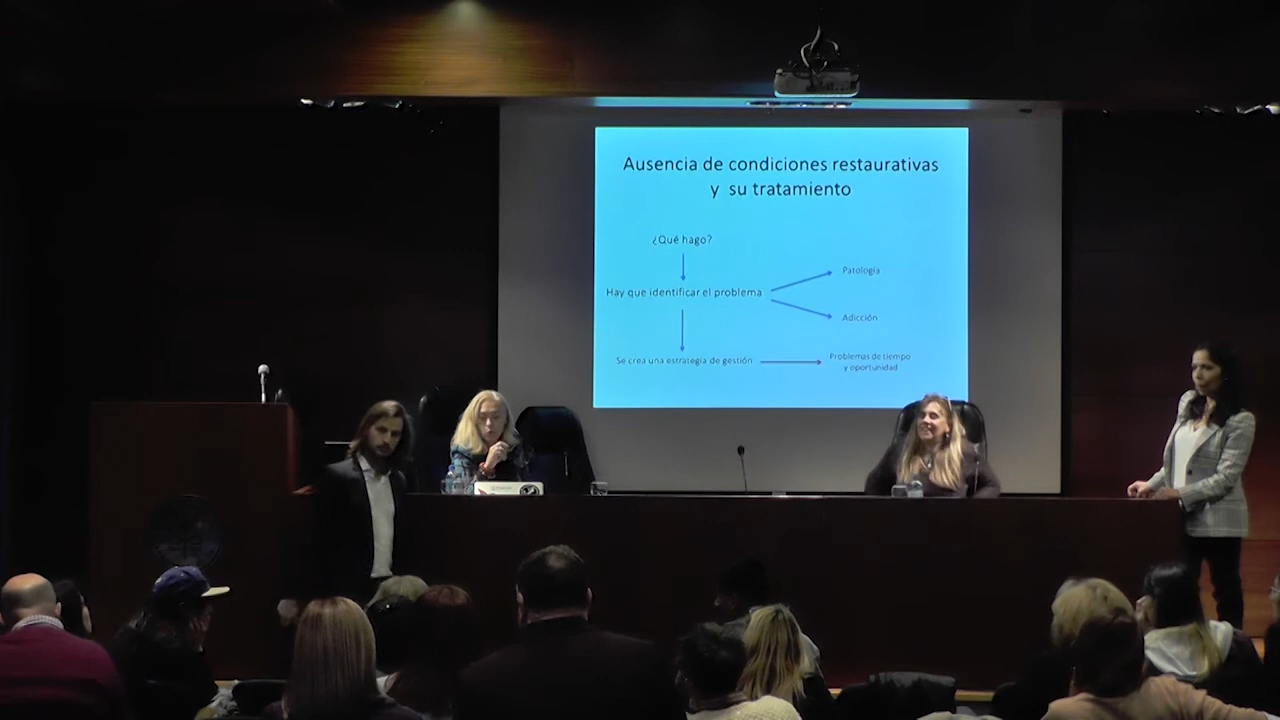 Ausencia de condiciones restaurativas
y su tratamiento
¿Qué hago?
Hay que identificar el problema
Patología
Adicción
Se crea una estrategia de gestión
Problemas de tiempo
y oportunidad